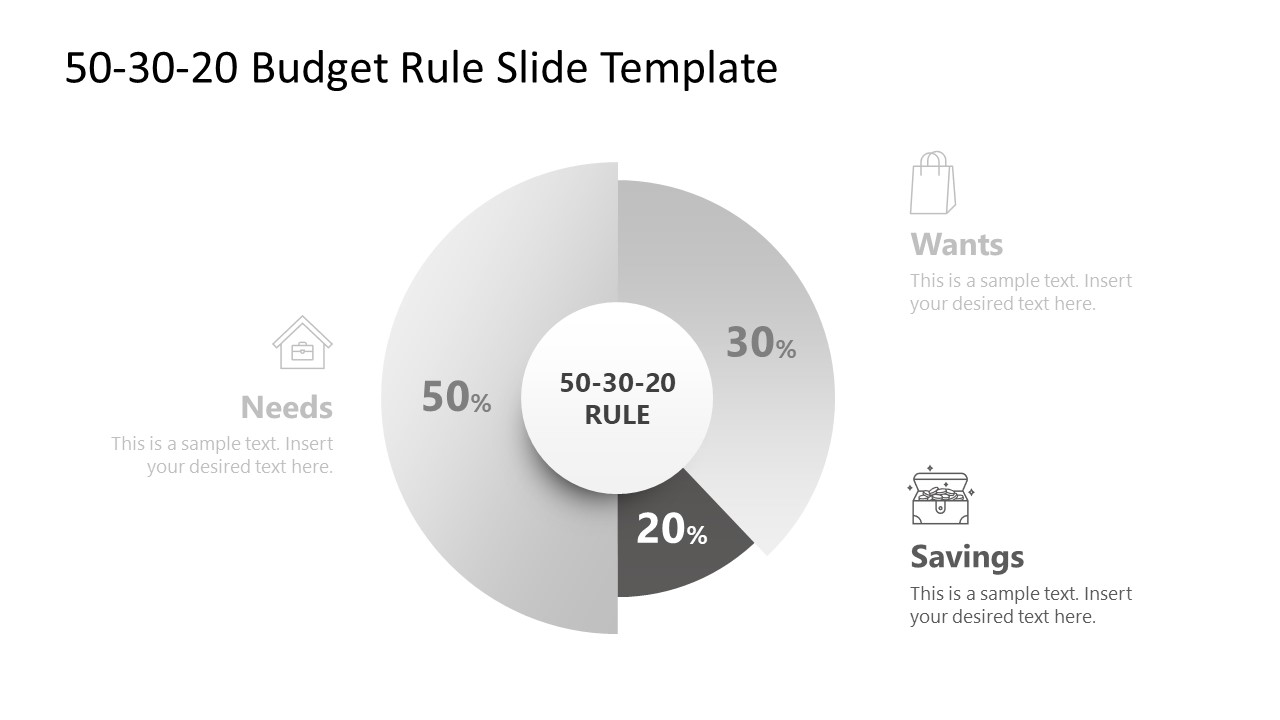 50-30-20 Budget Rule Slide Template
Needs
This is a sample text. Insert
your desired text here.
50%
50-30-20
RULE
30%
20%
Wants
This is a sample text. Insert
your desired text here.
Savings
This is a sample text. Insert
your desired text here.